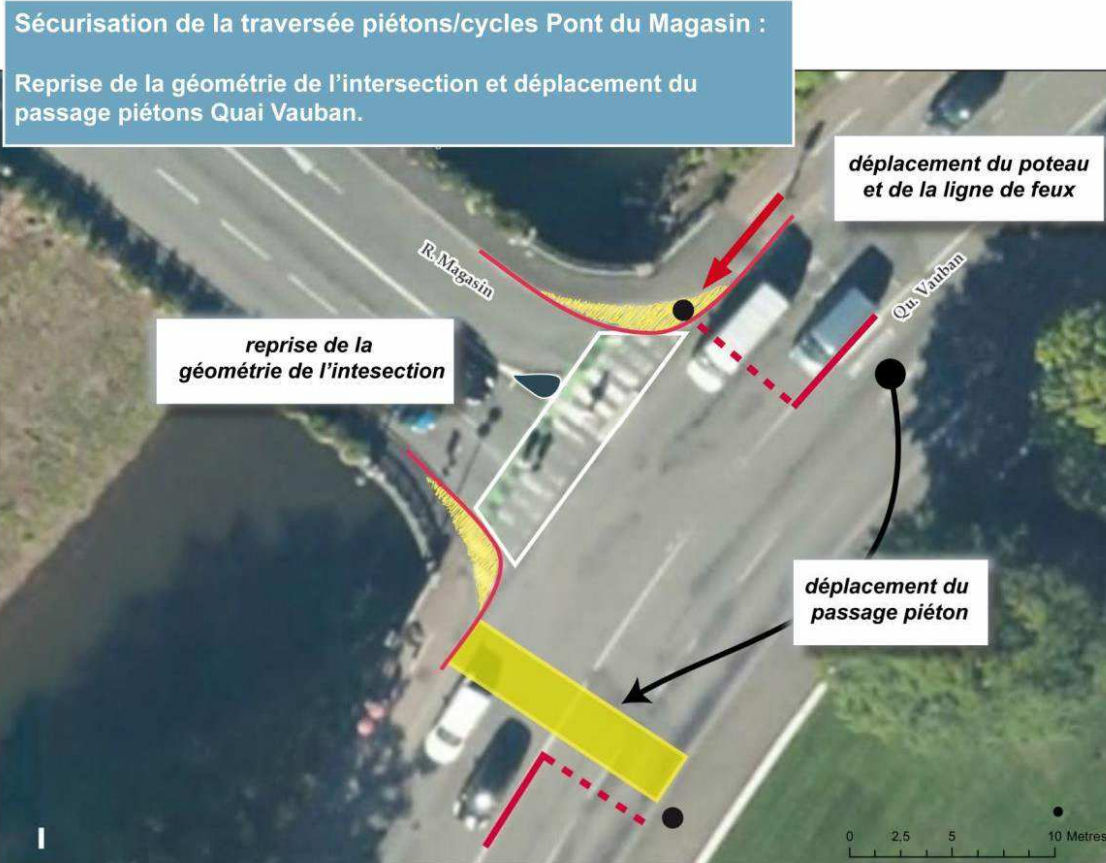 Sécurisation de la traversée piétons/cycles Pont du Magasin :
Reprise de la géométrie de l'intersection et déplacement du
passage piétons Quai Vauban.
déplacement du poteau
et de la ligne de feux
R. Magasin
Qu. Vauban
reprise de la
géométrie de l'intesection
déplacement du
passage piéton
0 2,5 5 10 Metres